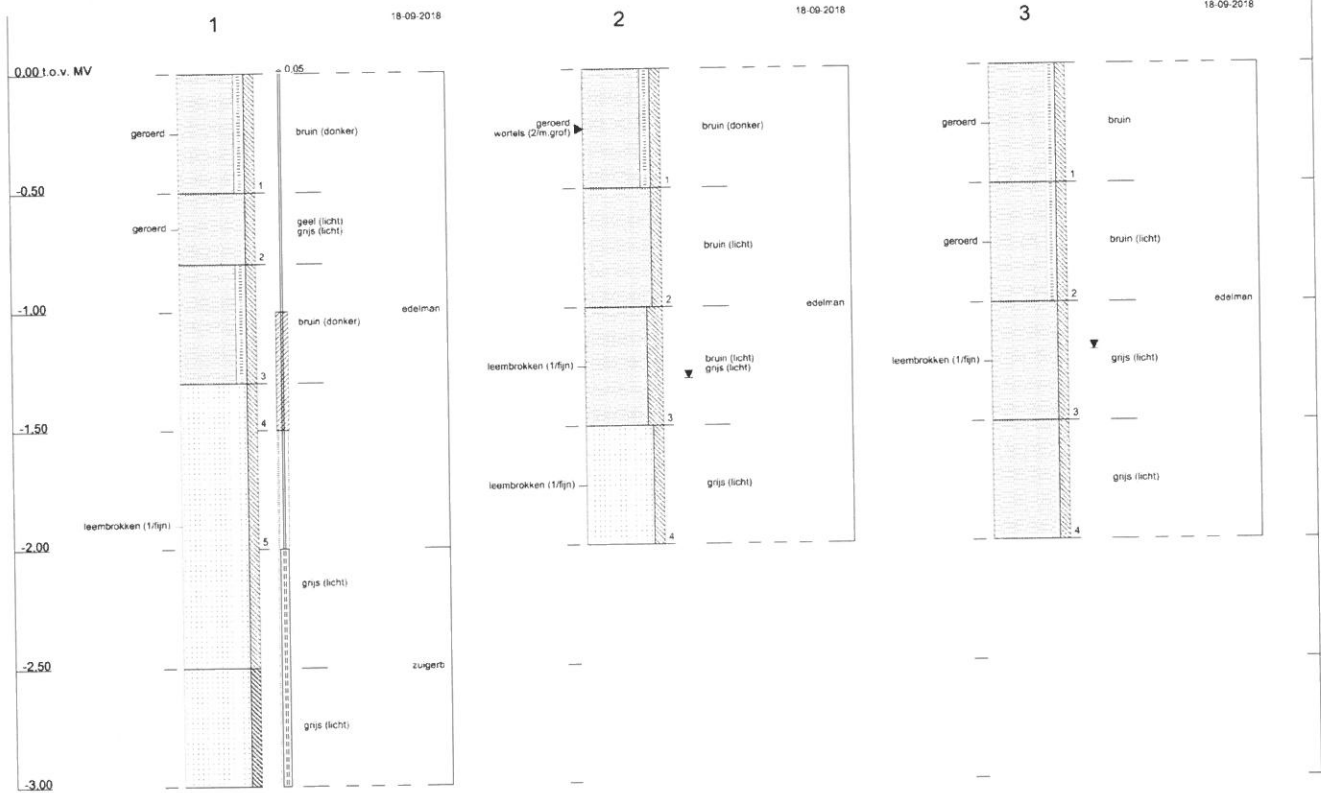 1
18-09-2018
0.00 t.o.v. MV
- 0,05
geroerd
bruin (donker)
1
-0.50
geroerd
geel (licht)
grijs (licht)
2
-1.00
edelman
bruin (donker)
3
4
-1.50
leembrokken (1/fijn)
5
-2.00
grijs (licht)
-2.50
zuigerb
grijs (licht)
-3.00
2
18-09-2018
geroerd
wortels (2/m.grof)
bruin (donker)
1
bruin (licht)
2
edelman
leembrokken (1/fijn)
bruin (licht)
grijs (licht)
3
leembrokken (1/fijn)
grijs (licht)
4
3
18-09-2018
geroerd
bruin
1
geroerd
bruin (licht)
2
edelman
leembrokken (1/fijn)
grijs (licht)
3
grijs (licht)
4